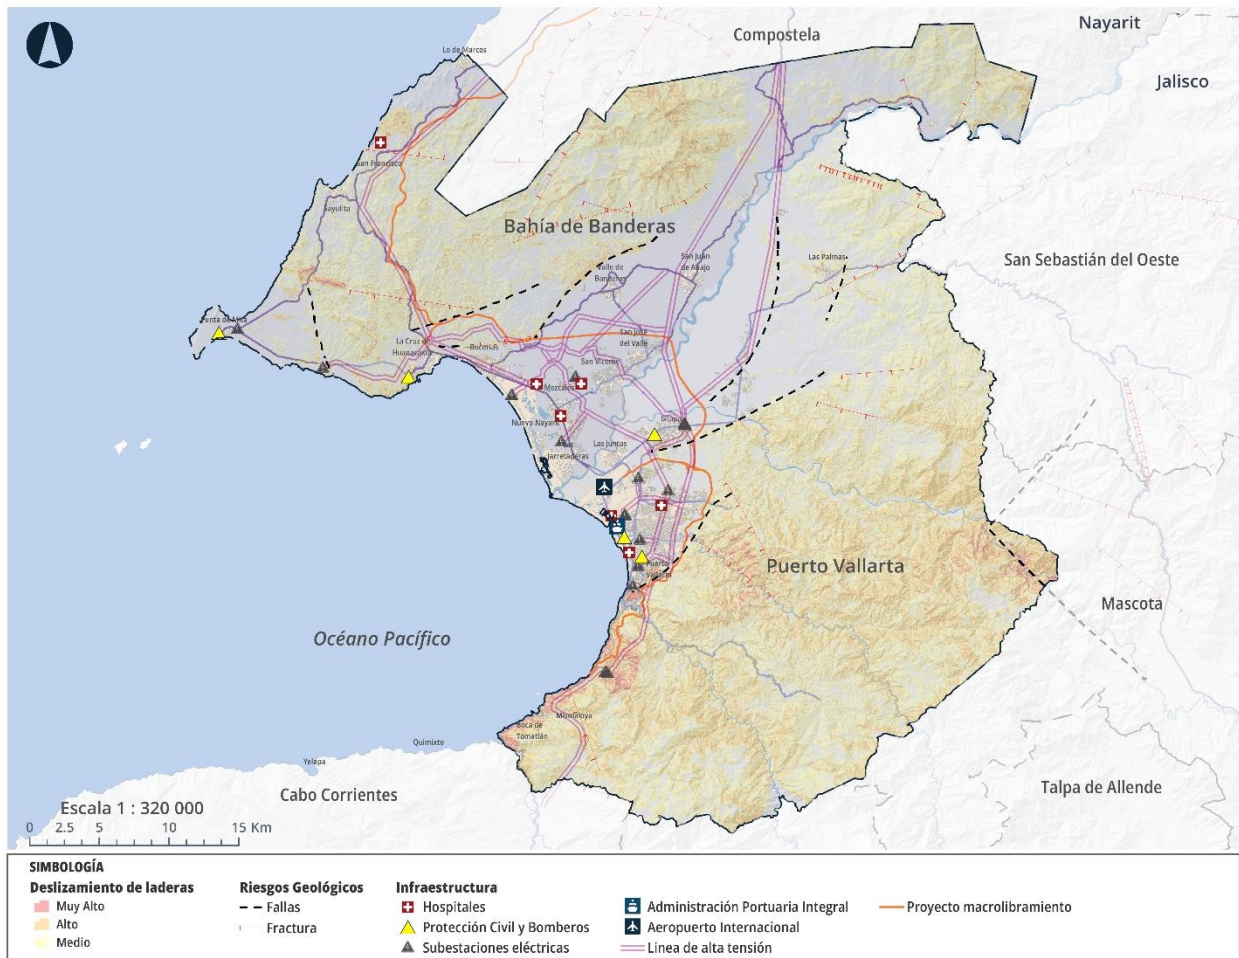 Nayarit
Compostela
Jalisco
Lo de Marcos
San Francisco
Sayulita
Bahía de Banderas
San Juan
de Abajo
Las Palmas
San Sebastián del Oeste
Valle de
Banderas
Punta de Mita
San José
del Valle
La Cruz de
Huanacaxtle
Bucerías
San Vicente
Mezcales
Nuevo Nayarit
Ixtapa
Las Juntas
Las
Jarretaderas
Puerto
Vallarta
Puerto Vallarta
Mascota
Océano Pacífico
Mismaloya
Boca de
Tomatlán
Quimixto
Yelapa
Cabo Corrientes
Talpa de Allende
Escala 1 : 320 000
0 2.5 5 10 15 Km
SIMBOLOGÍA
Deslizamiento de laderas
Muy Alto
Alto
Medio
Riesgos Geológicos
Fallas
Fractura
Infraestructura
Hospitales
Protección Civil y Bomberos
Subestaciones eléctricas
Administración Portuaria Integral
Aeropuerto Internacional
Linea de alta tensión
Proyecto macrolibramiento